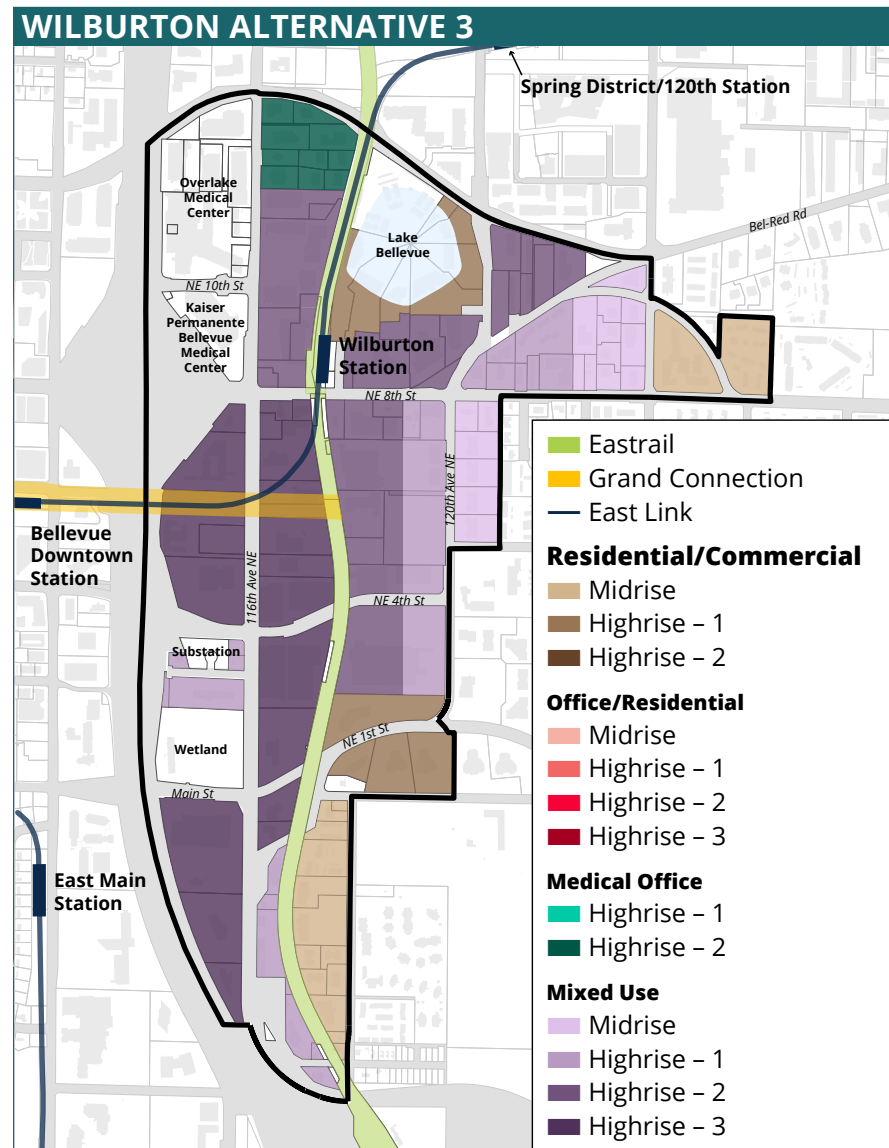 WILBURTON ALTERNATIVE 3
Spring District/120th Station
Overlake
Medical
Center
Bel-Red Rd
Lake
Bellevue
NE 10th St
Kaiser
Permanente
Bellevue
Medical
Center
Wilburton
Station
NE 8th St
120th Ave NE
Bellevue
Downtown
Station
116th Ave NE
NE 4th St
Substation
NE 1st St
Wetland
Main St
East Main
Station
Eastrail
Grand Connection
East Link
Residential/Commercial
Midrise
Highrise – 1
Highrise – 2
Office/Residential
Midrise
Highrise – 1
Highrise – 2
Highrise – 3
Medical Office
Highrise – 1
Highrise – 2
Mixed Use
Midrise
Highrise – 1
Highrise – 2
Highrise – 3